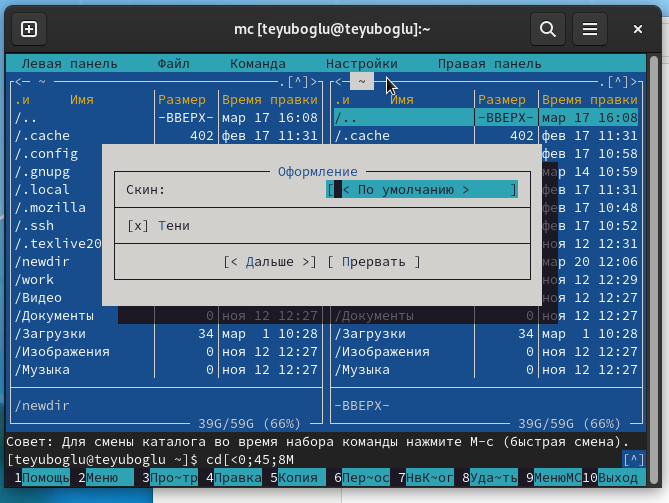 mc [teyuboglu@teyuboglu]:~
Левая панель Файл Команда Настройки Правая панель
<— ~ .[^]> <— ~ .[^]>
.и Имя Размер Время правки .и Имя Размер Время правки
/.. -ВВЕРХ- мар 17 16:08 /.. -ВВЕРХ- мар 17 16:08
/.cache 402 фев 17 11:31 /.cache 402 фев 17 11:31
/.config фев 17 10:58
/.gnupg мар 14 10:59
/.local фев 17 11:31
/.mozilla фев 17 10:48
/.ssh фев 17 10:52
/.texlive20 ноя 12 12:31
/newdir мар 20 12:06
/work ноя 12 12:29
/Видео ноя 12 12:27
Оформление
Скин: [ < По умолчанию > ]
[x] Тени
[< Дальше >] [ Прервать ]
/Документы 0 ноя 12 12:27 /Документы 0 ноя 12 12:27
/Загрузки 34 мар 1 10:28 /Загрузки 34 мар 1 10:28
/Изображения 0 ноя 12 12:27 /Изображения 0 ноя 12 12:27
/Музыка 0 ноя 12 12:27 /Музыка 0 ноя 12 12:27
/newdir -ВВЕРХ-
39G/59G (66%) 39G/59G (66%)
Совет: Для смены каталога во время набора команды нажмите M-c (быстрая смена).
[teyuboglu@teyuboglu ~]$ cd[<0;45;8M [^]
1Помощь 2Меню 3Про~тр 4Правка 5Копия 6Пер~ос 7НвК~ог 8Уда~ть 9МенюМС 10Выход